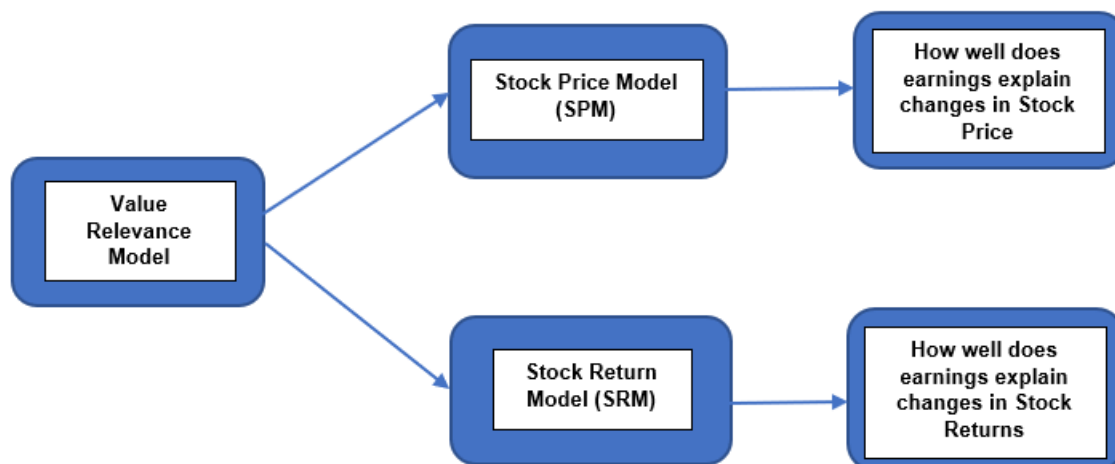 Value
Relevance
Model
Stock Price Model
(SPM)
How well does
earnings explain
changes in Stock
Price
Stock Return
Model (SRM)
How well does
earnings explain
changes in Stock
Returns